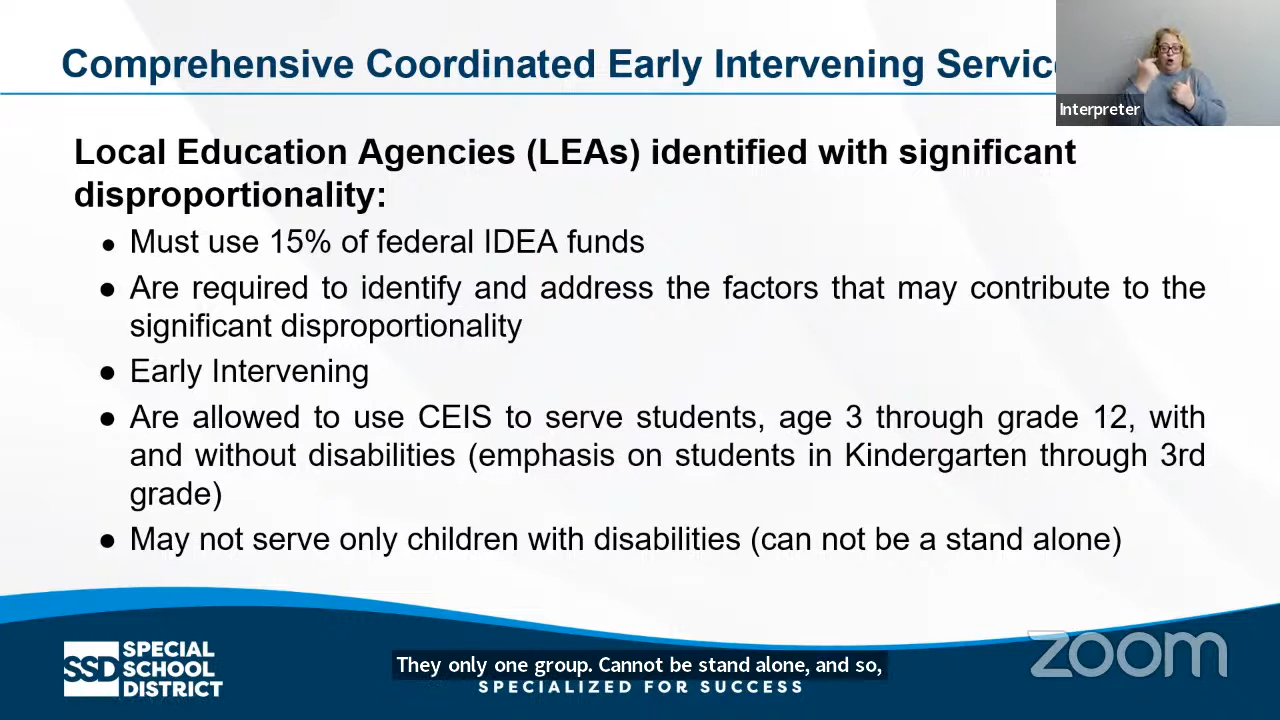 Comprehensive Coordinated Early Intervening Servic
Interpreter
Local Education Agencies (LEAs) identified with significant
disproportionality:
● Must use 15% of federal IDEA funds
● Are required to identify and address the factors that may contribute to the
significant disproportionality
● Early Intervening
● Are allowed to use CEIS to serve students, age 3 through grade 12, with
and without disabilities (emphasis on students in Kindergarten through 3rd
grade)
● May not serve only children with disabilities (can not be a stand alone)
SSD SPECIAL
SCHOOL
DISTRICT
They only one group. Cannot be stand alone, and so,
SPECIALIZED FOR SUCCESS
zoom